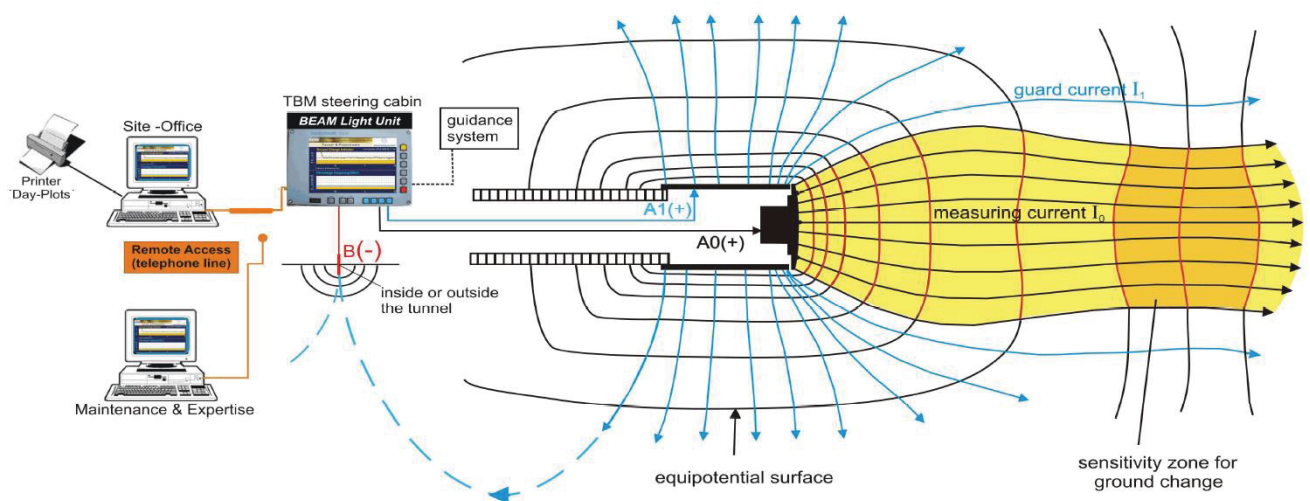 TBM steering cabin
BEAM Light Unit
Site -Office
guidance
system
Printer
"Day-Plots"
guard current I₁
A1(+)
measuring current I₀
A0(+)
Remote Access
(telephone line)
B(-)
inside or outside
the tunnel
Maintenance & Expertise
equipotential surface
sensitivity zone for
ground change